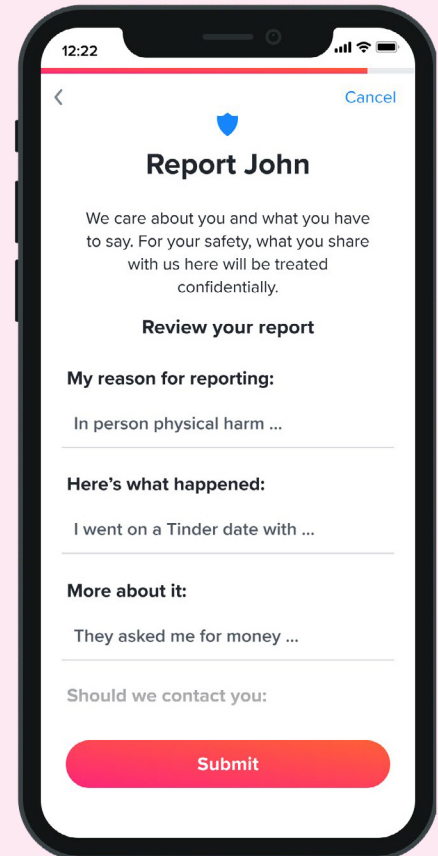 12:22
Cancel
Report John
We care about you and what you have
to say. For your safety, what you share
with us here will be treated
confidentially.
Review your report
My reason for reporting:
In person physical harm ...
Here’s what happened:
I went on a Tinder date with ...
More about it:
They asked me for money ...
Should we contact you:
Submit